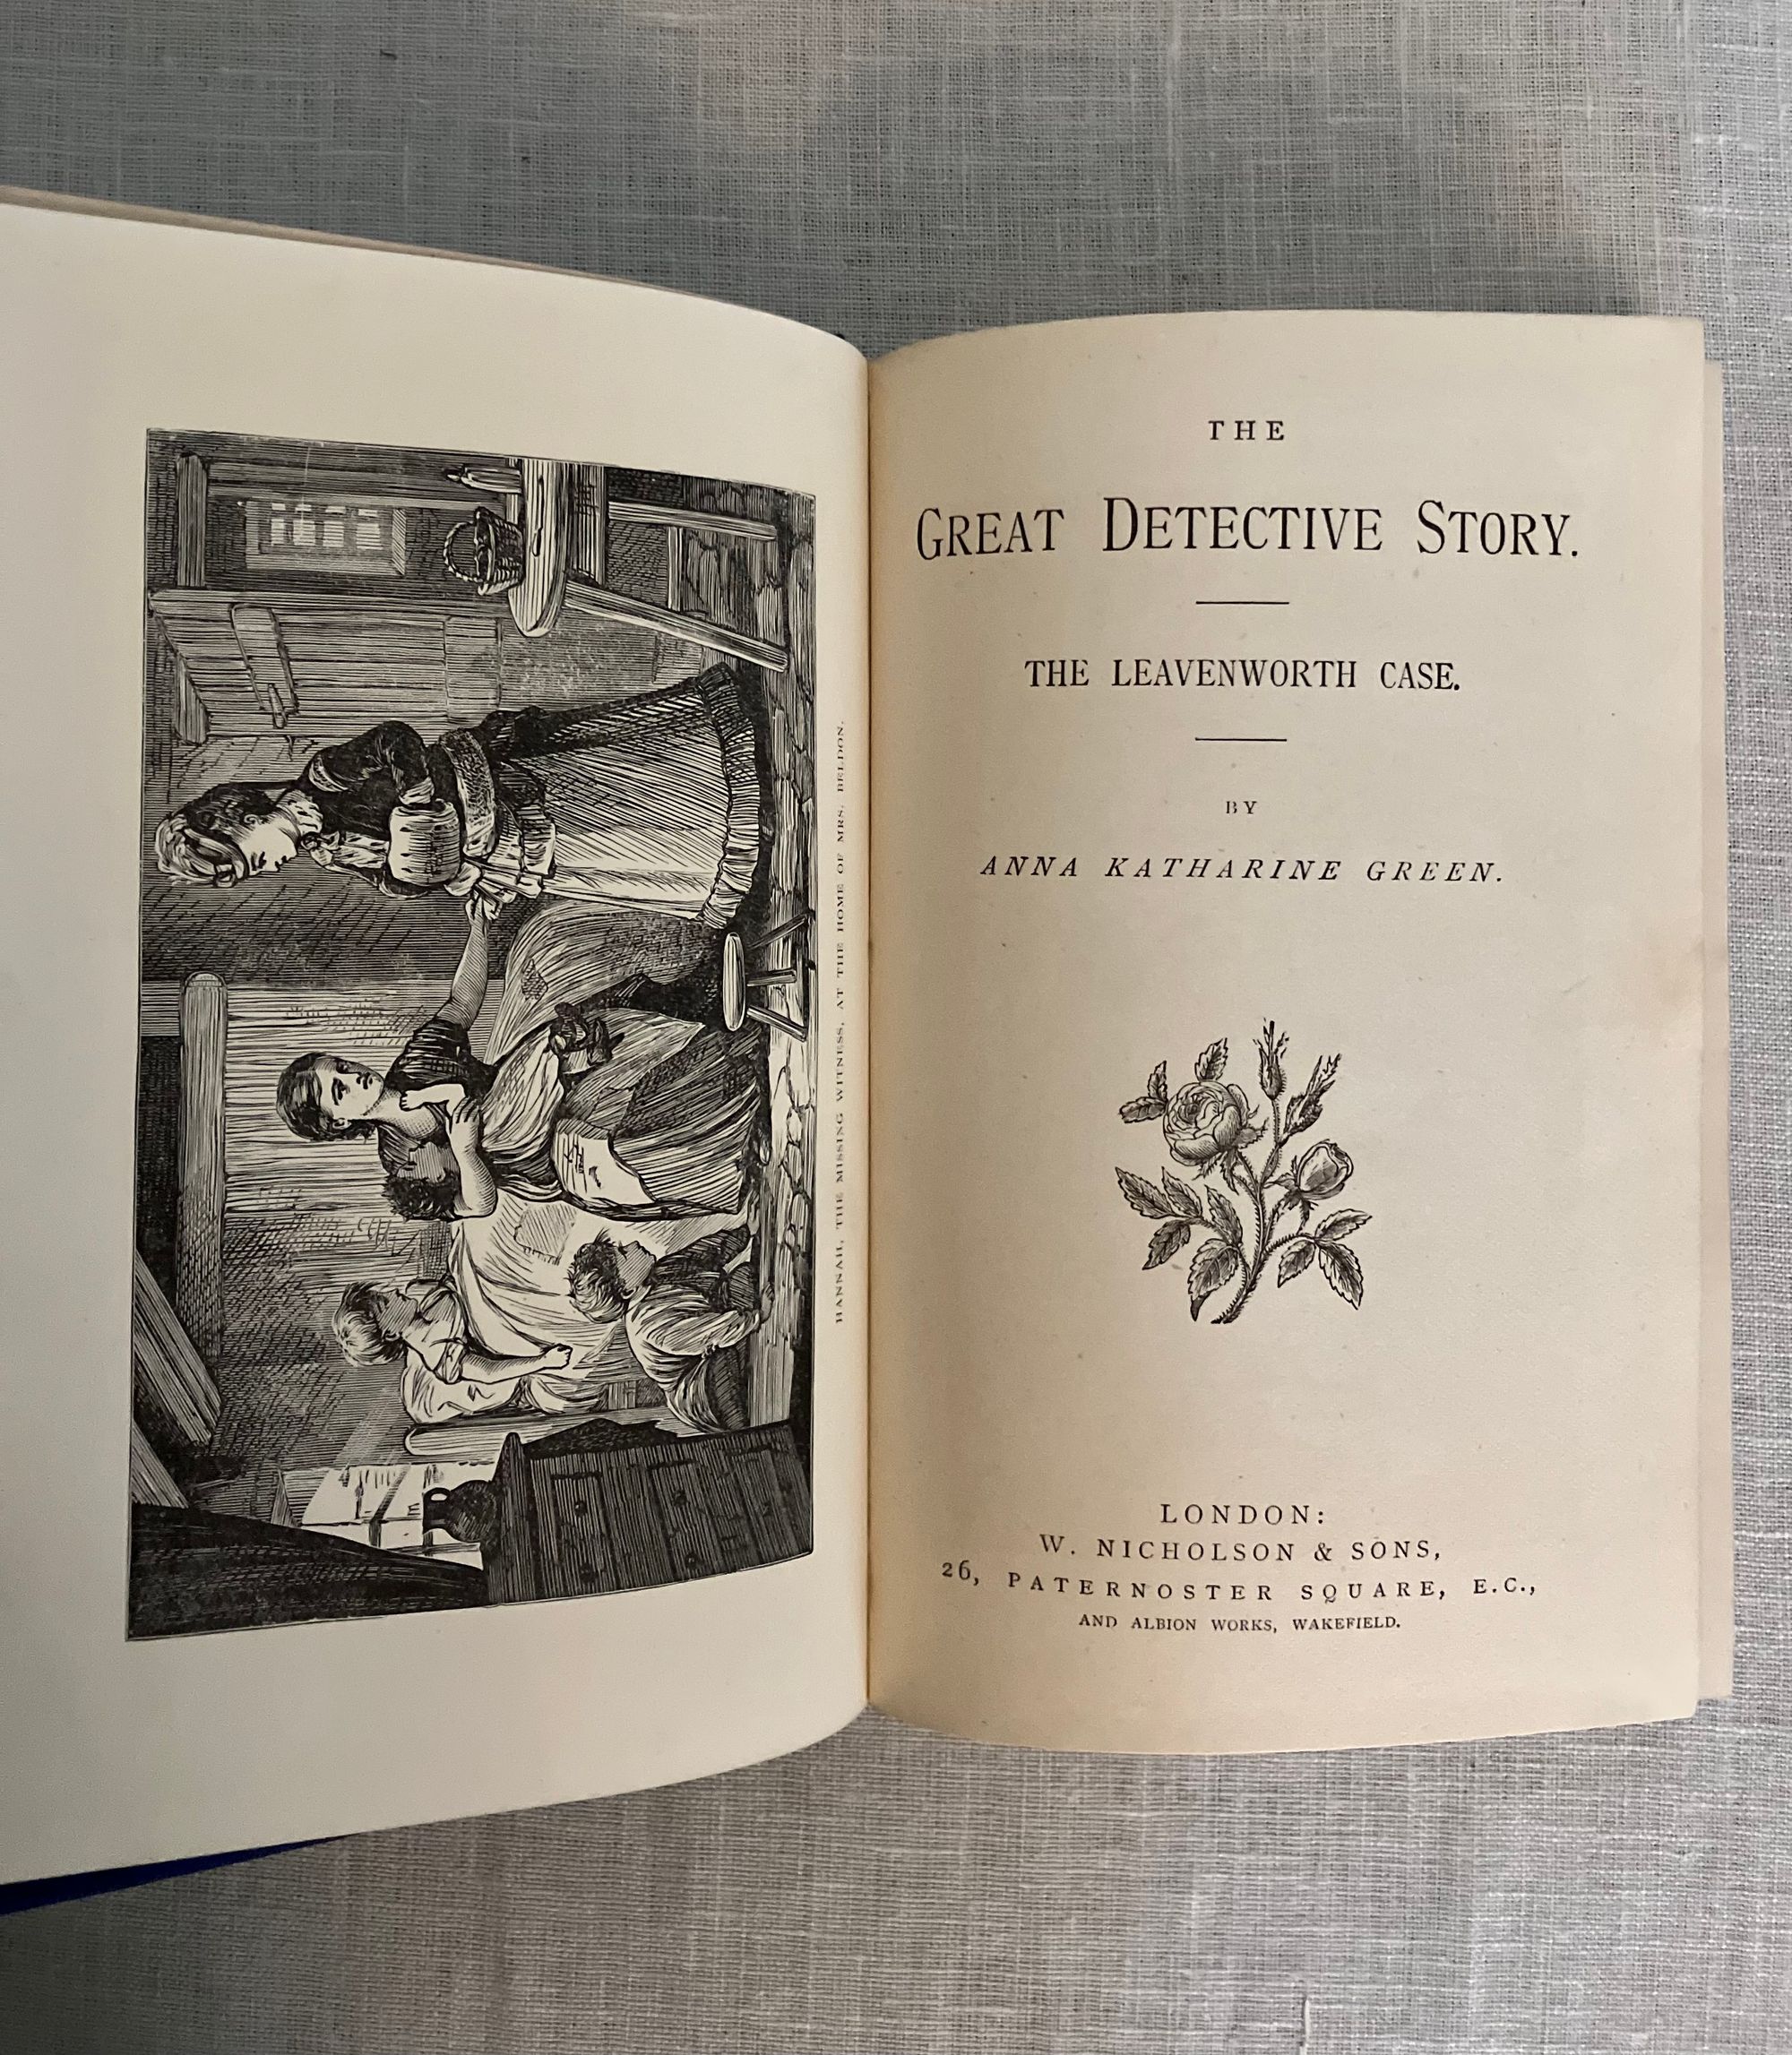 HANNAH, THE MISSING WITNESS, AT THE HOME OF MRS. BELDON.
THE
GREAT DETECTIVE STORY.
THE LEAVENWORTH CASE.
BY
ANNA KATHARINE GREEN.
LONDON:
W. NICHOLSON & SONS,
26, PATERNOSTER SQUARE, E.C.,
AND ALBION WORKS, WAKEFIELD.